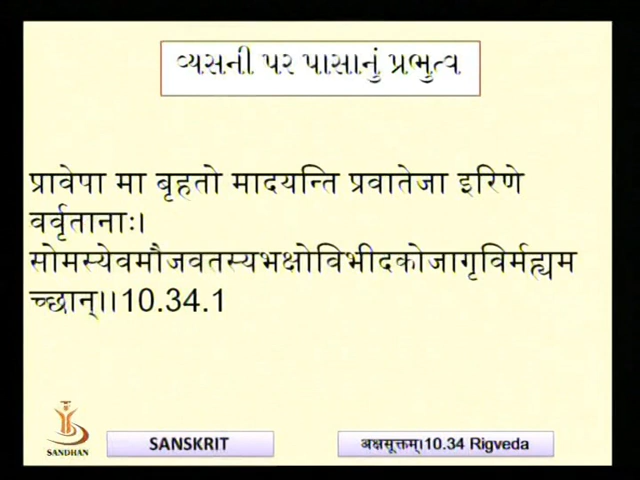 વ્યસની પર પાસાનું પ્રભુત્વ
प्रावेपा मा बृहतो मादयन्ति प्रवातेजा इरिणे
वर्वृतानाः।
सोमस्येवमौजवतस्यभक्षोविभीदकोजागृविर्मह्यम
च्छान्।।10.34.1
SANDHAN
SANSKRIT
अक्षसूक्तम्।10.34 Rigveda